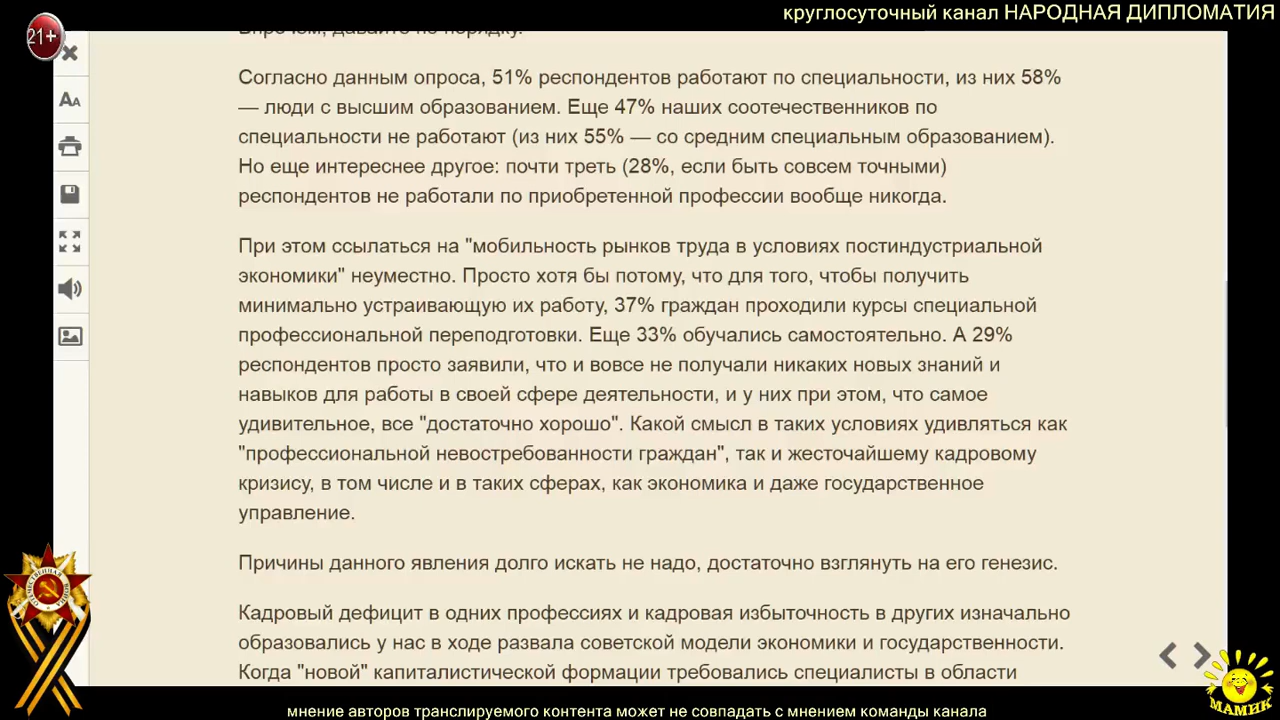 круглосуточный канал НАРОДНАЯ ДИПЛОМАТИЯ
21+
Впрочем, давайте по порядку.
AA
Согласно данным опроса, 51% респондентов работают по специальности, из них 58%
— люди с высшим образованием. Еще 47% наших соотечественников по
специальности не работают (из них 55% — со средним специальным образованием).
Но еще интереснее другое: почти треть (28%, если быть совсем точными)
респондентов не работали по приобретенной профессии вообще никогда.
При этом ссылаться на "мобильность рынков труда в условиях постиндустриальной
экономики" неуместно. Просто хотя бы потому, что для того, чтобы получить
минимально устраивающую их работу, 37% граждан проходили курсы специальной
профессиональной переподготовки. Еще 33% обучались самостоятельно. А 29%
респондентов просто заявили, что и вовсе не получали никаких новых знаний и
навыков для работы в своей сфере деятельности, и у них при этом, что самое
удивительное, все "достаточно хорошо". Какой смысл в таких условиях удивляться как
"профессиональной невостребованности граждан", так и жесточайшему кадровому
кризису, в том числе и в таких сферах, как экономика и даже государственное
управление.
Причины данного явления долго искать не надо, достаточно взглянуть на его генезис.
Кадровый дефицит в одних профессиях и кадровая избыточность в других изначально
образовались у нас в ходе развала советской модели экономики и государственности.
Когда "новой" капиталистической формации требовались специалисты в области
МАМИК
мнение авторов транслируемого контента может не совпадать с мнением команды канала